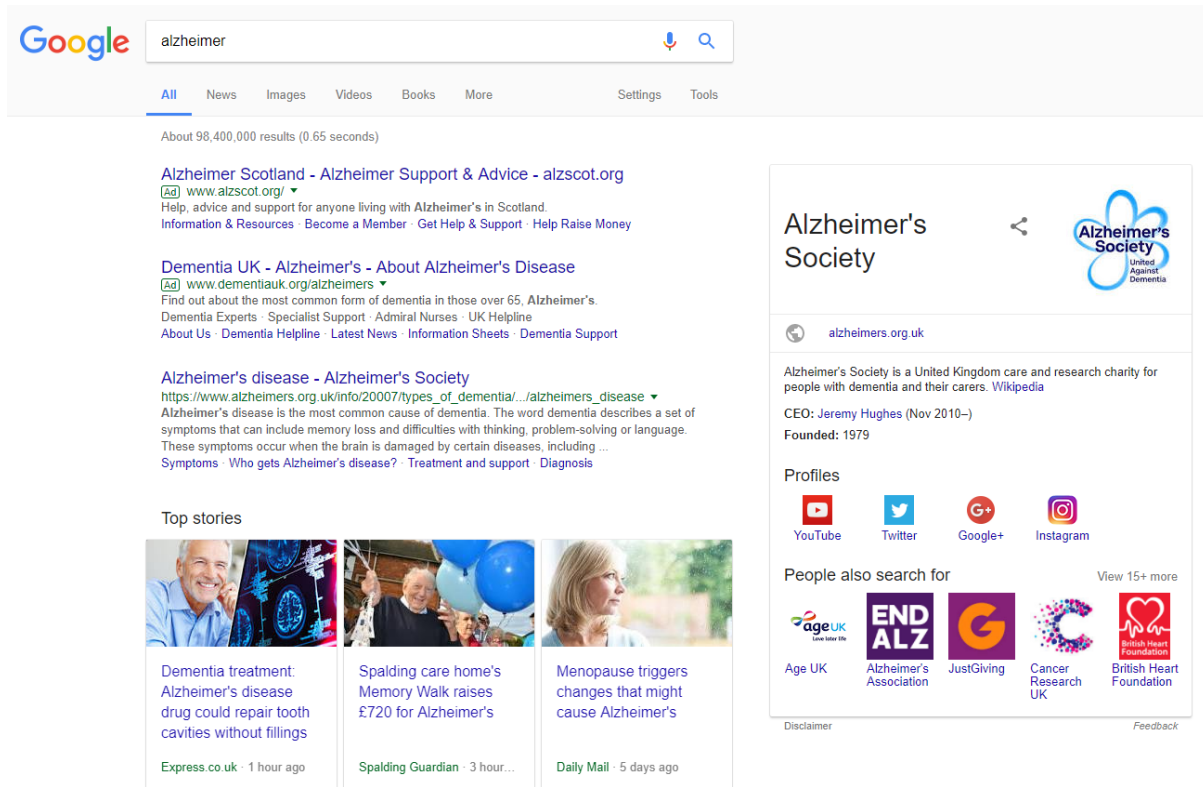 Google
alzheimer
All News Images Videos Books More Settings Tools
About 98,400,000 results (0.65 seconds)
Alzheimer Scotland - Alzheimer Support & Advice - alzscot.org
Ad www.alzscot.org/
Help, advice and support for anyone living with Alzheimer's in Scotland.
Information & Resources · Become a Member · Get Help & Support · Help Raise Money
Dementia UK - Alzheimer's - About Alzheimer's Disease
Ad www.dementiauk.org/alzheimers
Find out about the most common form of dementia in those over 65, Alzheimer's.
Dementia Experts · Specialist Support · Admiral Nurses · UK Helpline
About Us · Dementia Helpline · Latest News · Information Sheets · Dementia Support
Alzheimer's disease - Alzheimer's Society
https://www.alzheimers.org.uk/info/20007/types_of_dementia/.../alzheimers_disease
Alzheimer's disease is the most common cause of dementia. The word dementia describes a set of
symptoms that can include memory loss and difficulties with thinking, problem-solving or language.
These symptoms occur when the brain is damaged by certain diseases, including ...
Symptoms · Who gets Alzheimer's disease? · Treatment and support · Diagnosis
Top stories
Dementia treatment:
Alzheimer's disease
drug could repair tooth
cavities without fillings
Express.co.uk · 1 hour ago
Spalding care home's
Memory Walk raises
£720 for Alzheimer's
Spalding Guardian · 3 hour...
Menopause triggers
changes that might
cause Alzheimer's
Daily Mail · 5 days ago
Alzheimer's
Society
Alzheimer's
Society
United
Against
Dementia
alzheimers.org.uk
Alzheimer's Society is a United Kingdom care and research charity for
people with dementia and their carers. Wikipedia
CEO: Jeremy Hughes (Nov 2010–)
Founded: 1979
Profiles
YouTube
Twitter
G+
Google+
Instagram
People also search for
View 15+ more
age UK
Love later life
Age UK
END
ALZ
Alzheimer's
Association
G
JustGiving
Cancer
Research
UK
British Heart
Foundation
British Heart
Foundation
Disclaimer
Feedback